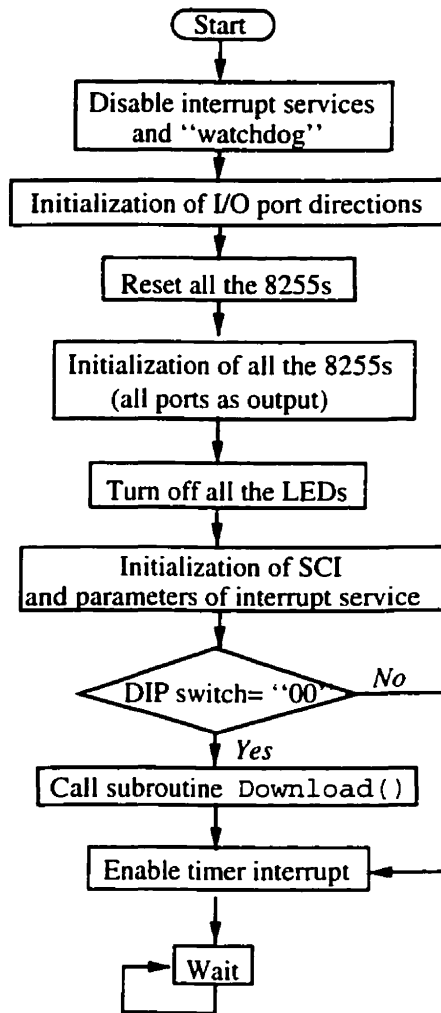 Start
Disable interrupt services
and ‘‘watchdog’’
Initialization of I/O port directions
Reset all the 8255s
Initialization of all the 8255s
(all ports as output)
Turn off all the LEDs
Initialization of SCI
and parameters of interrupt service
DIP switch= ‘‘00’’
No
Yes
Call subroutine Download()
Enable timer interrupt
Wait